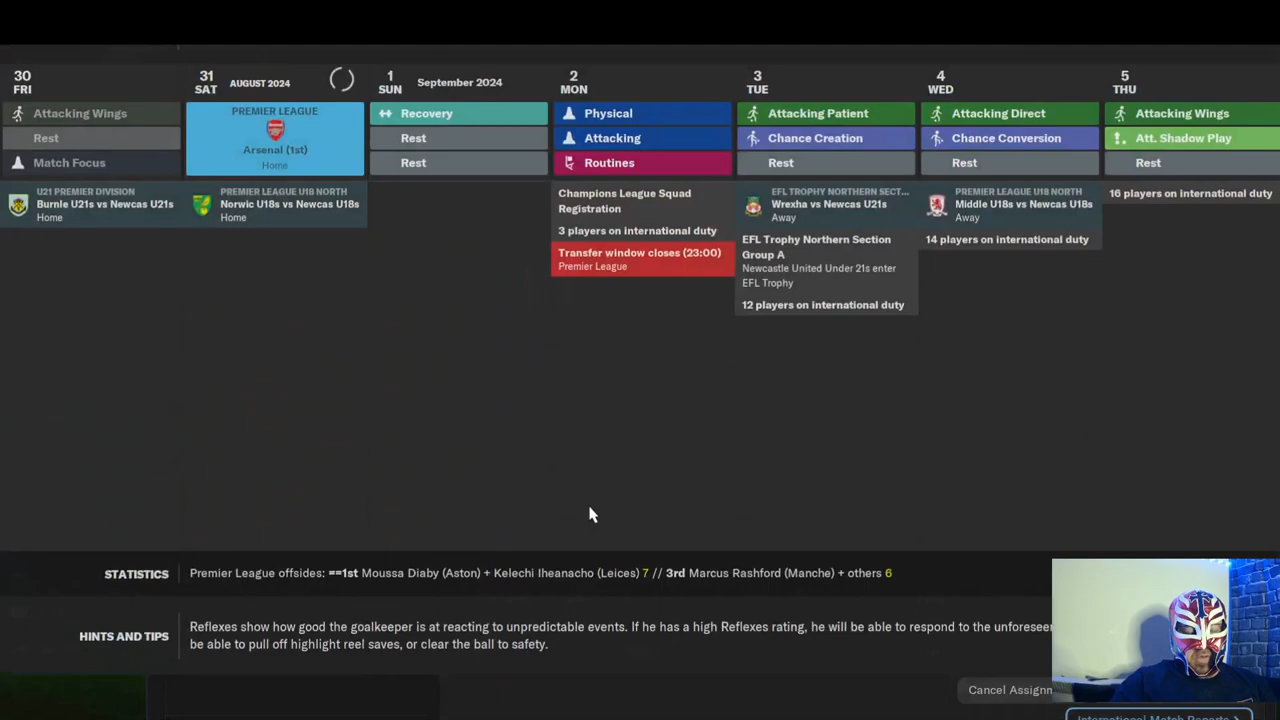 30
FRI
31
SAT
AUGUST 2024
1
SUN
September 2024
2
MON
3
TUE
4
WED
5
THU
Attacking Wings
Rest
Match Focus
PREMIER LEAGUE
Arsenal (1st)
Home
Recovery
Rest
Rest
Physical
Attacking
Routines
Attacking Patient
Chance Creation
Rest
Attacking Direct
Chance Conversion
Rest
Attacking Wings
Att. Shadow Play
Rest
U21 PREMIER DIVISION
Burnle U21s vs Newcas U21s
Home
PREMIER LEAGUE U18 NORTH
Norwic U18s vs Newcas U18s
Home
Champions League Squad
Registration
3 players on international duty
Transfer window closes (23:00)
Premier League
EFL TROPHY NORTHERN SECT...
Wrexha vs Newcas U21s
Away
EFL Trophy Northern Section
Group A
Newcastle United Under 21s enter
EFL Trophy
12 players on international duty
PREMIER LEAGUE U18 NORTH
Middle U18s vs Newcas U18s
Away
14 players on international duty
16 players on international duty
STATISTICS
Premier League offsides: ==1st Moussa Diaby (Aston) + Kelechi Iheanacho (Leices) 7 // 3rd Marcus Rashford (Manche) + others 6
HINTS AND TIPS
Reflexes show how good the goalkeeper is at reacting to unpredictable events. If he has a high Reflexes rating, he will be able to respond to the unforeseen
be able to pull off highlight reel saves, or clear the ball to safety.
Cancel Assignm
International Match Reports >